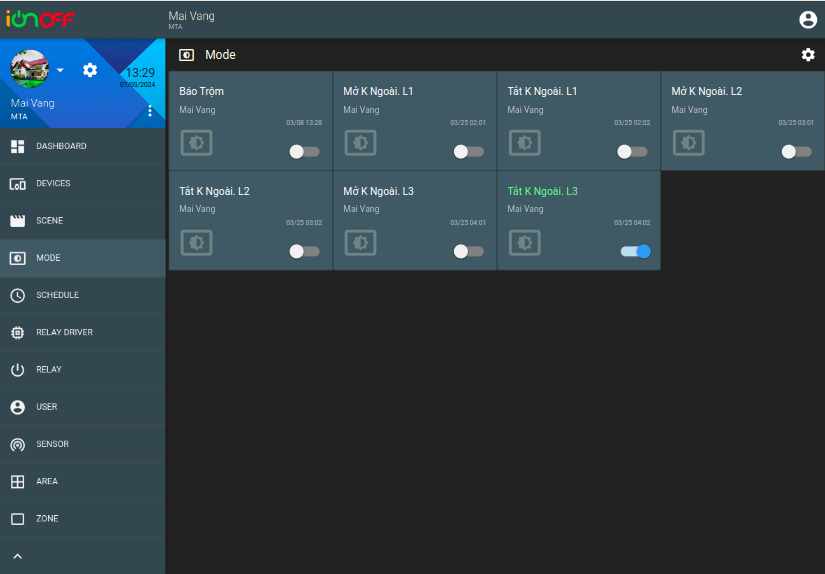 iONOFF
Mai Vang
MTA
13:29
07/03/2024
Mai Vang
MTA
DASHBOARD
DEVICES
SCENE
MODE
SCHEDULE
RELAY DRIVER
RELAY
USER
SENSOR
AREA
ZONE
Mode
Báo Trộm
Mai Vang
03/08 13:28
Mở K Ngoài. L1
Mai Vang
03/25 02:01
Tắt K Ngoài. L1
Mai Vang
03/25 02:02
Mở K Ngoài. L2
Mai Vang
03/25 03:01
Tắt K Ngoài. L2
Mai Vang
03/25 03:02
Mở K Ngoài. L3
Mai Vang
03/25 04:01
Tắt K Ngoài. L3
Mai Vang
03/25 04:02